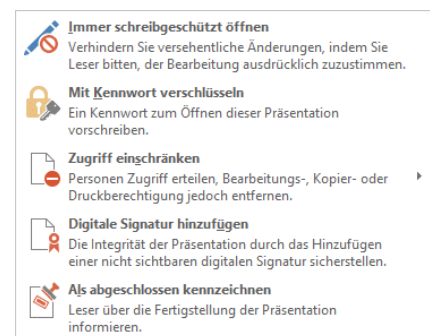 Immer schreibgeschützt öffnen
Verhindern Sie versehentliche Änderungen, indem Sie
Leser bitten, der Bearbeitung ausdrücklich zuzustimmen.
Mit Kennwort verschlüsseln
Ein Kennwort zum Öffnen dieser Präsentation
vorschreiben.
Zugriff einschränken
Personen Zugriff erteilen, Bearbeitungs-, Kopier- oder
Druckberechtigung jedoch entfernen.
Digitale Signatur hinzufügen
Die Integrität der Präsentation durch das Hinzufügen
einer nicht sichtbaren digitalen Signatur sicherstellen.
Als abgeschlossen kennzeichnen
Leser über die Fertigstellung der Präsentation
informieren.